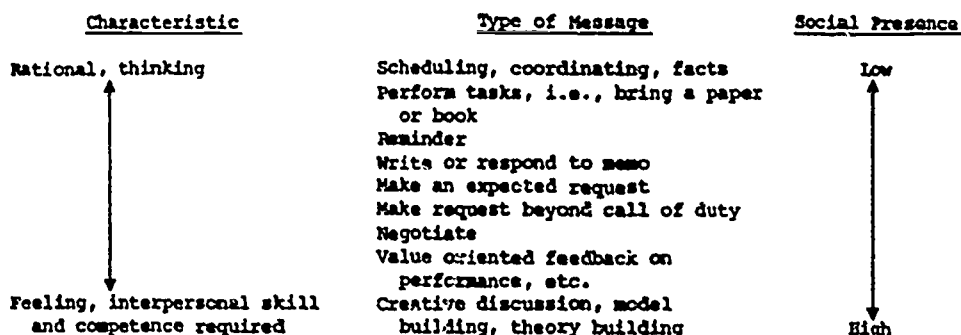 Characteristic Type of Message Social Presence
Rational, thinking Scheduling, coordinating, facts Low
Perform tasks, i.e., bring a paper
or book
Reminder
Write or respond to memo
Make an expected request
Make request beyond call of duty
Negotiate
Value oriented feedback on
performance, etc.
Feeling, interpersonal skill Creative discussion, model
and competence required building, theory building High